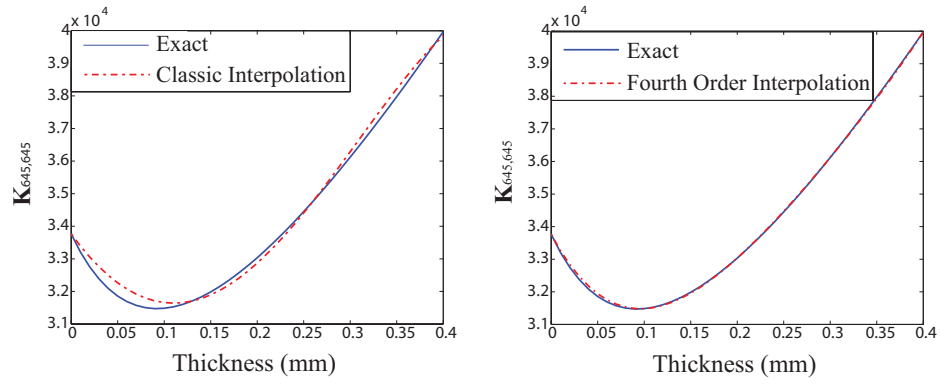 4 x 10⁴
3.9
3.8
3.7
3.6
3.5
3.4
3.3
3.2
3.1
K645,645
Exact
Classic Interpolation
0 0.05 0.1 0.15 0.2 0.25 0.3 0.35 0.4
Thickness (mm)
4 x 10⁴
3.9
3.8
3.7
3.6
3.5
3.4
3.3
3.2
3.1
K645,645
Exact
Fourth Order Interpolation
0 0.05 0.1 0.15 0.2 0.25 0.3 0.35 0.4
Thickness (mm)